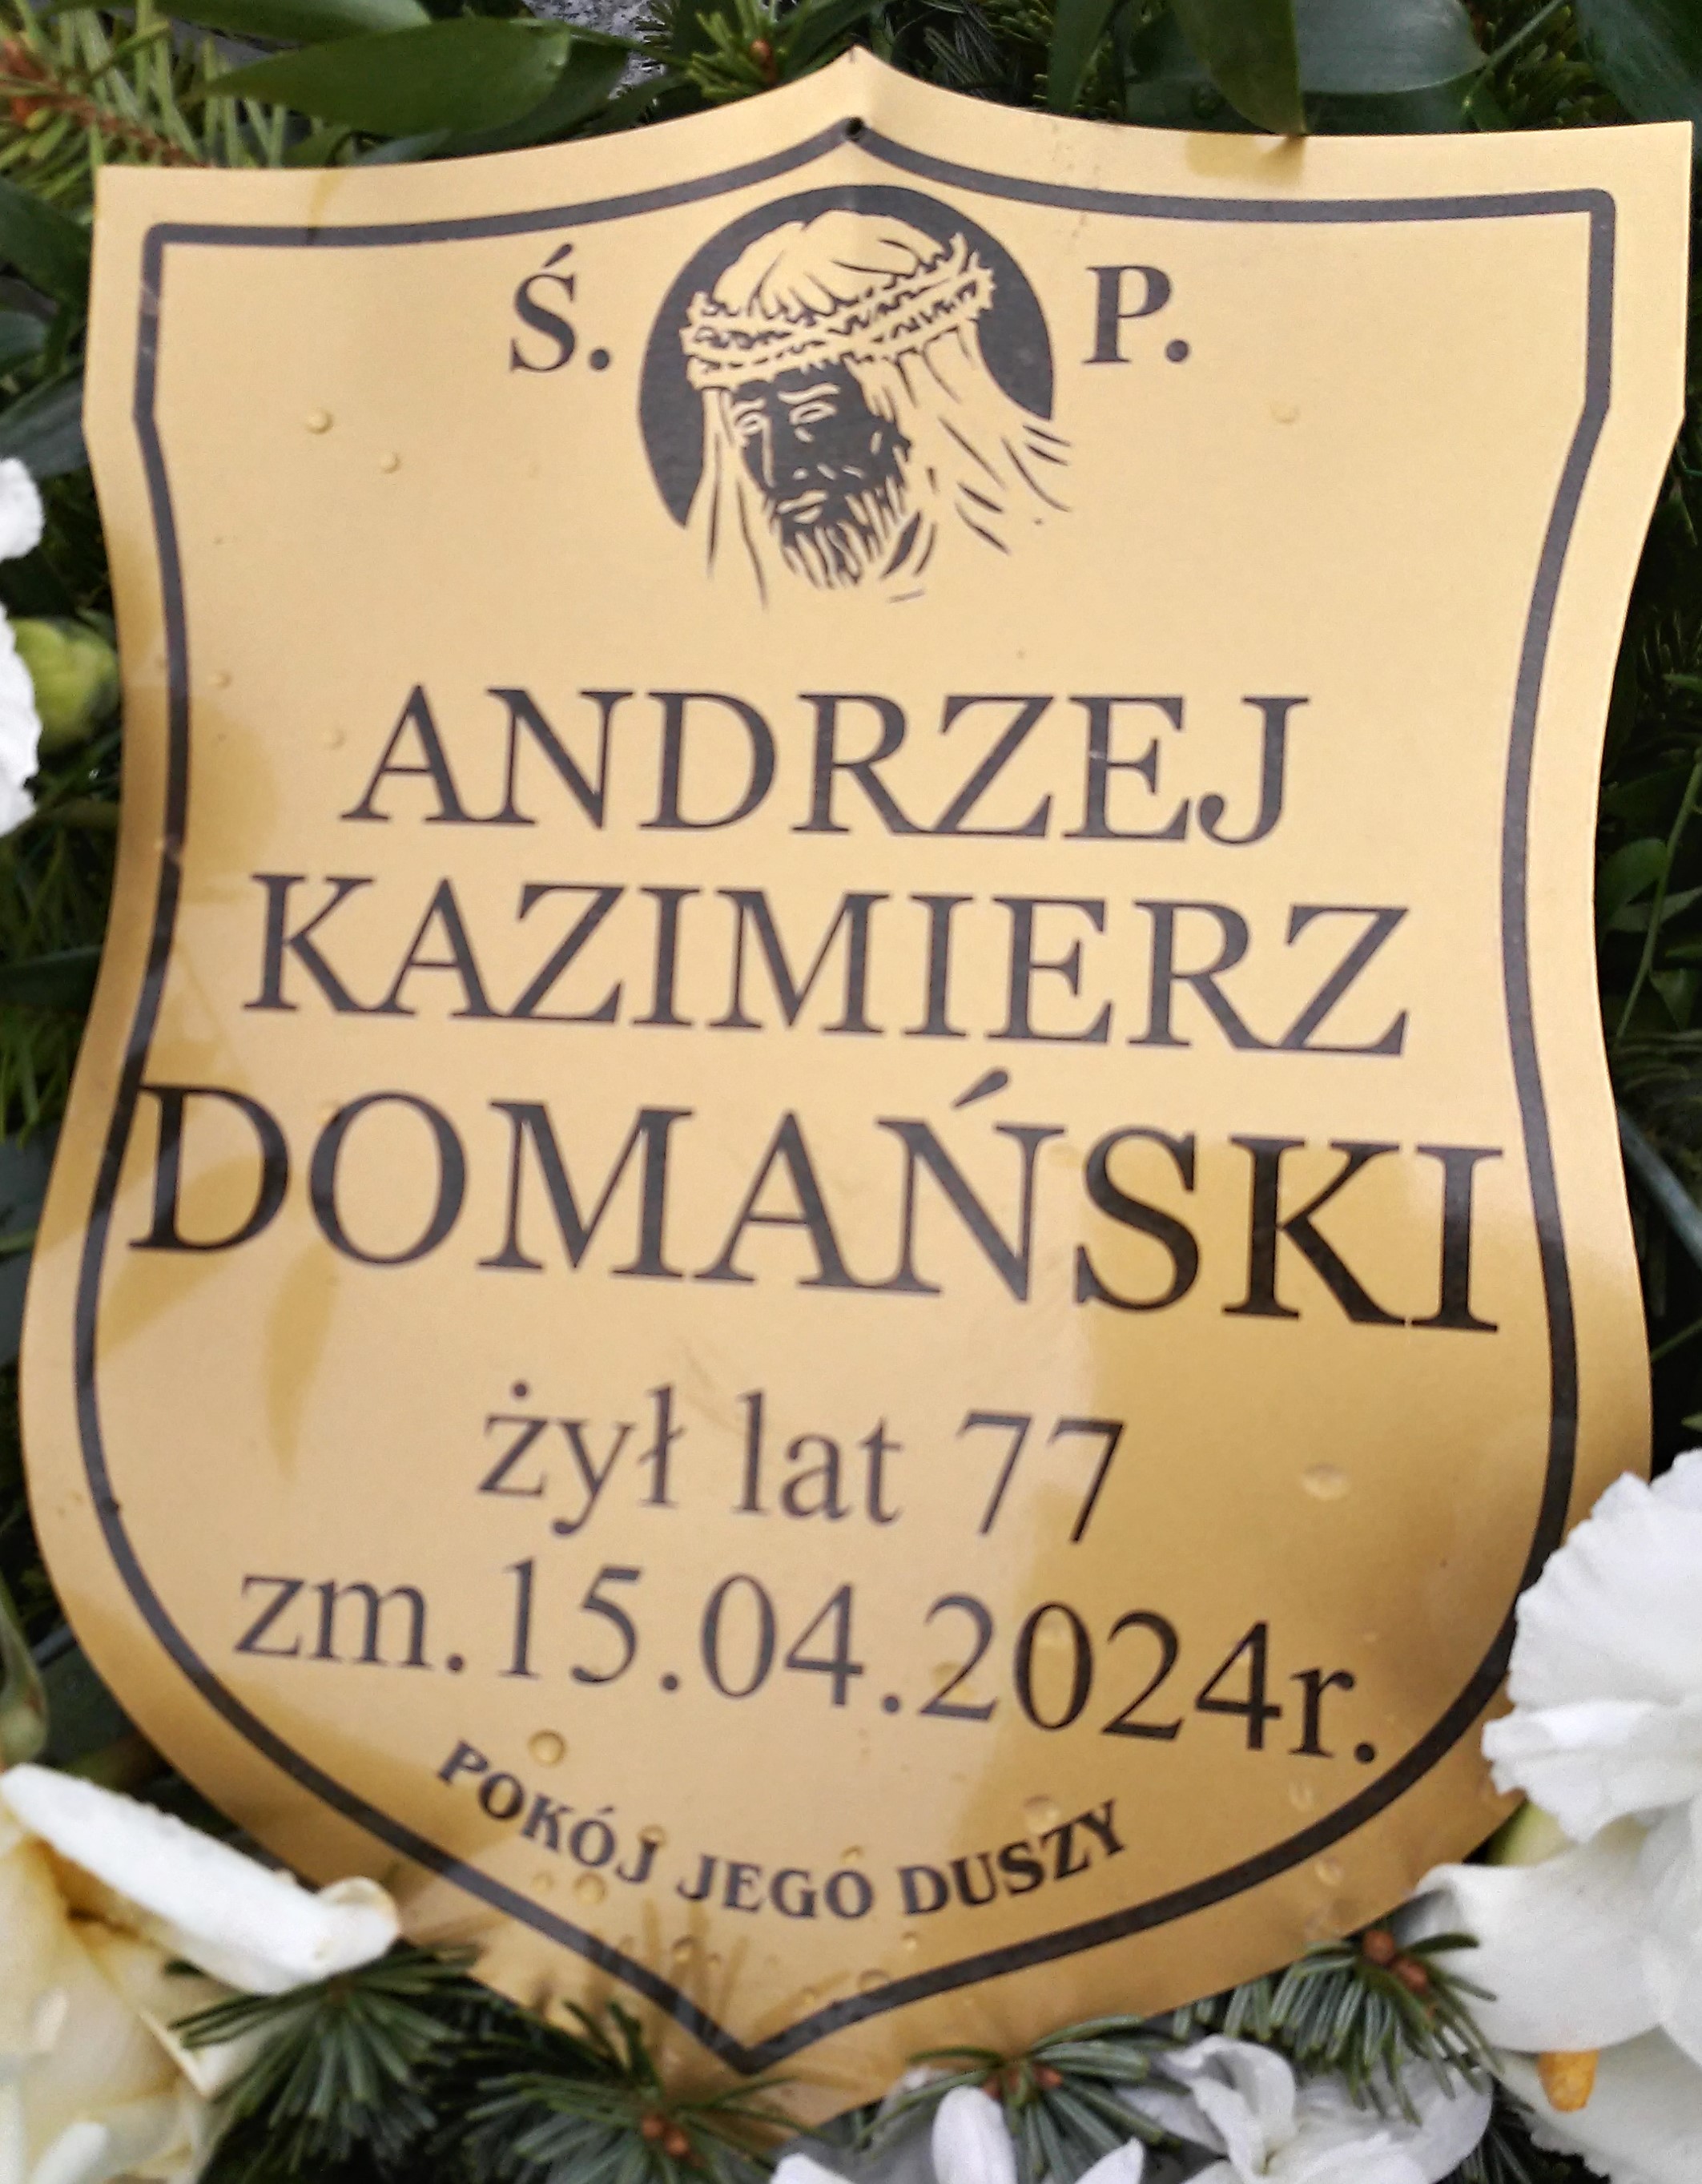 Ś. P.
ANDRZEJ
KAZIMIERZ
DOMAŃSKI
żył lat 77
zm.15.04.2024r.
POKÓJ JEGO DUSZY